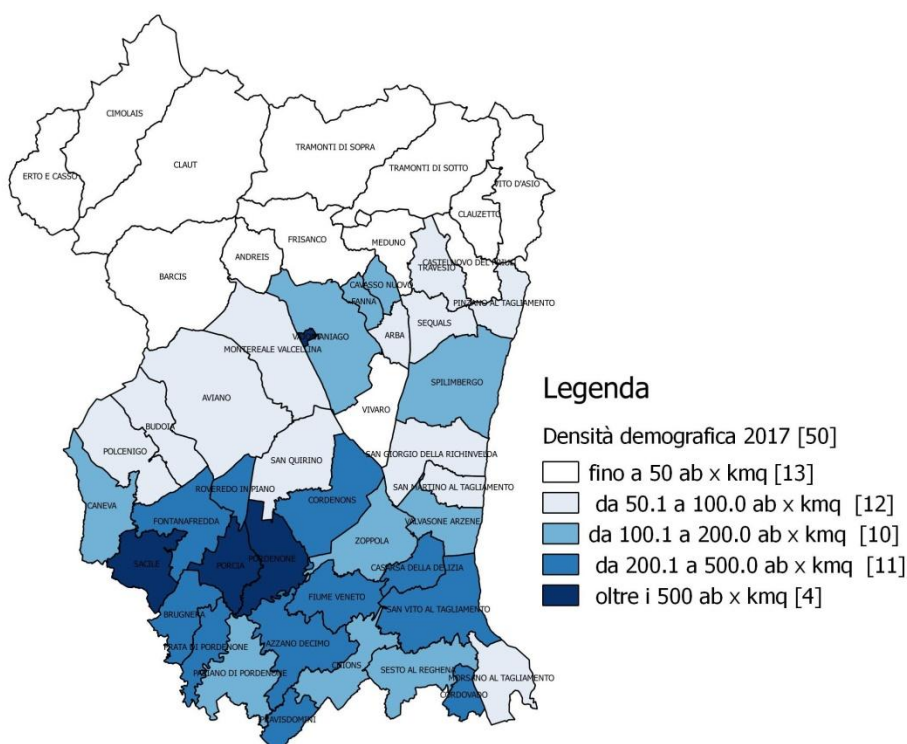 CIMOLAIS
TRAMONTI DI SOPRA
CLAUT
TRAMONTI DI SOTTO
ERTO E CASSO
VITO D'ASIO
CLAUZETTO
FRISANCO
MEDUNO
ANDREIS
CASTELNOVO DEL FRIULI
TRAVESIO
BARCIS
CAVASSO NUOVO
FANNA
PINZANO AL TAGLIAMENTO
SEQUALS
ARBA
MANIAGO
MONTEREALE VALCELLINA
SPILIMBERGO
AVIANO
VIVARO
BUDOIA
POLCENIGO
SAN QUIRINO
SAN GIORGIO DELLA RICHINVELDA
SAN MARTINO AL TAGLIAMENTO
ROVEREDO IN PIANO
CANEVA
CORDENONS
FONTANAFREDDA
VALVASONE ARZENE
ZOPPOLA
SACILE
PORCIA
PORDENONE
CASARSA DELLA DELIZIA
FIUME VENETO
BRUGNERA
SAN VITO AL TAGLIAMENTO
PRATA DI PORDENONE
AZZANO DECIMO
CHIONS
SESTO AL REGHENA
PASIANO DI PORDENONE
MORSANO AL TAGLIAMENTO
CORDOVADO
PRAVISDOMINI
Legenda
Densità demografica 2017 [50]
fino a 50 ab x kmq [13]
da 50.1 a 100.0 ab x kmq [12]
da 100.1 a 200.0 ab x kmq [10]
da 200.1 a 500.0 ab x kmq [11]
oltre i 500 ab x kmq [4]